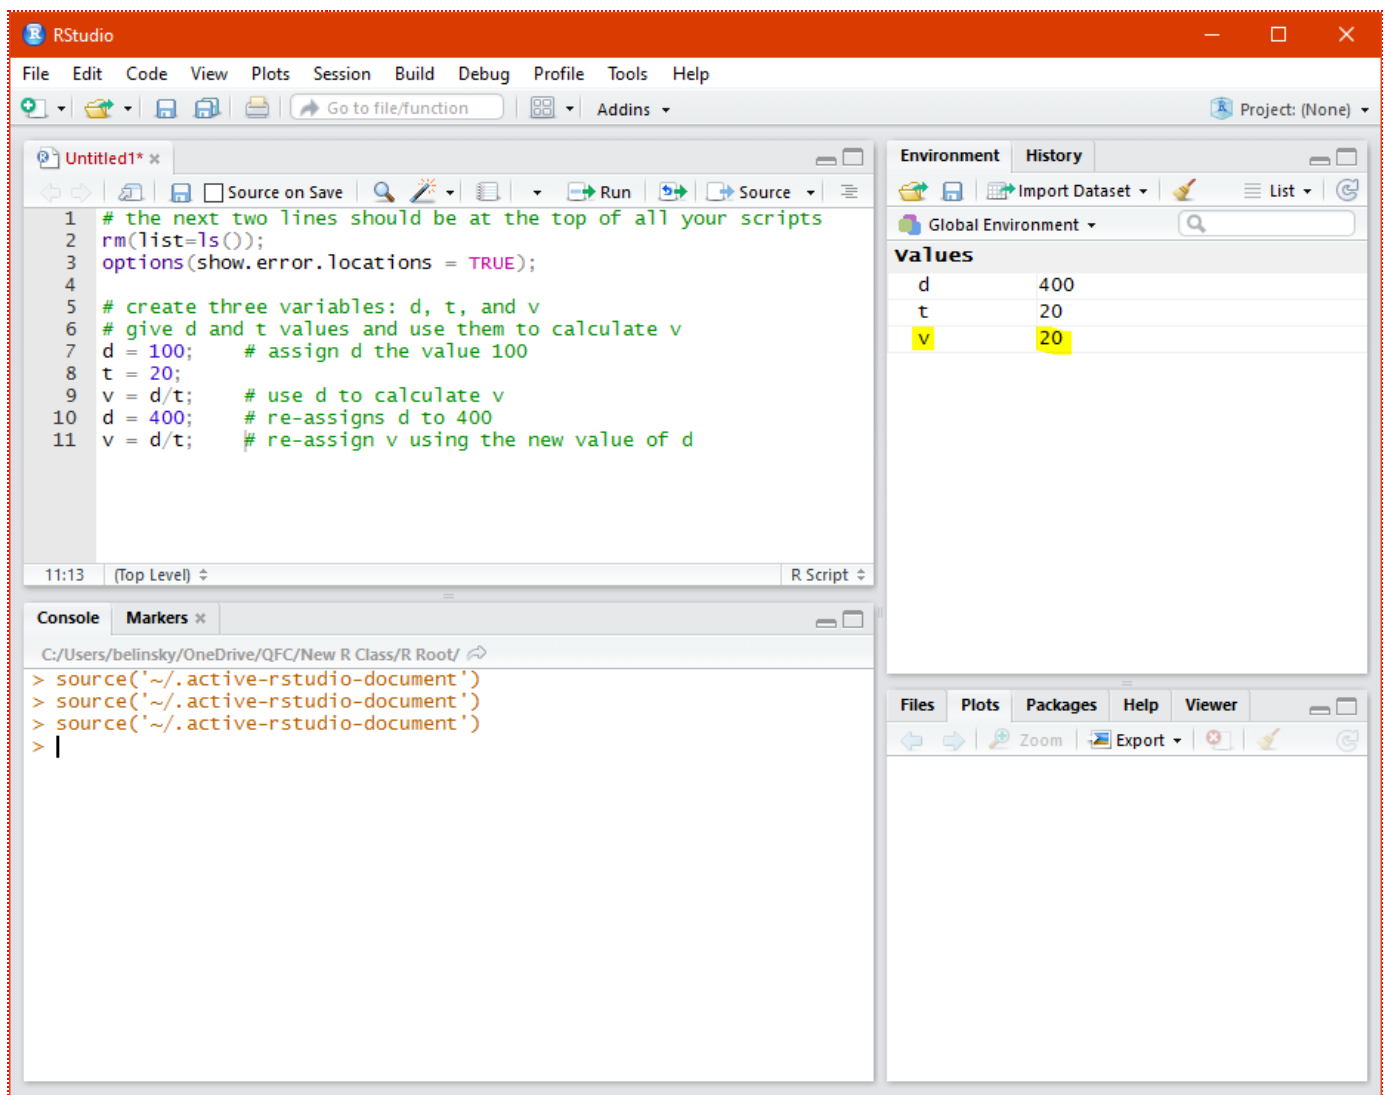 RStudio
File Edit Code View Plots Session Build Debug Profile Tools Help
Go to file/function Addins Project: (None)
Untitled1*
Source on Save Run Source
1 # the next two lines should be at the top of all your scripts
2 rm(list=ls());
3 options(show.error.locations = TRUE);
4
5 # create three variables: d, t, and v
6 # give d and t values and use them to calculate v
7 d = 100; # assign d the value 100
8 t = 20;
9 v = d/t; # use d to calculate v
10 d = 400; # re-assigns d to 400
11 v = d/t; # re-assign v using the new value of d
11:13 (Top Level) R Script
Console Markers
C:/Users/belinsky/OneDrive/QFC/New R Class/R Root/
> source('~/.active-rstudio-document')
> source('~/.active-rstudio-document')
> source('~/.active-rstudio-document')
>
Environment History
Import Dataset List
Global Environment
Values
d 400
t 20
v 20
Files Plots Packages Help Viewer
Zoom Export